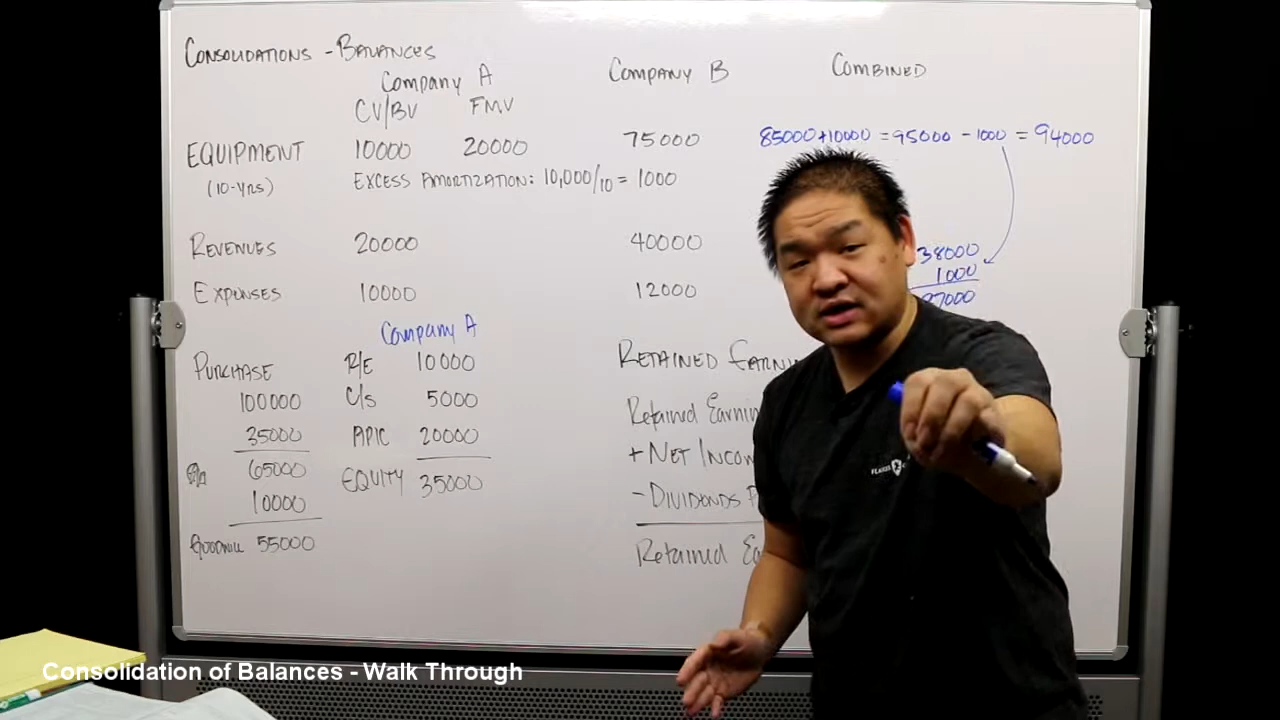 CONSOLIDATIONS - BALANCES
Company A
COMPANY B
COMBINED
CV/BV FMV
EQUIPMENT 10000 20000 75000 85000+10000 = 95000 - 1000 = 94000
(10-YRS) EXCESS AMORTIZATION: 10,000/10 = 1000
REVENUES 20000 40000 38000
1000
EXPENSES 10000 12000 37000
Company A
PURCHASE R/E 10000 RETAINED
100000 C/S 5000 Retained
35000 APIC 20000 + NET
65000 EQUITY 35000 - DIVIDENDS
10000
GOODWILL 55000 Retained
Consolidation of Balances - Walk Through